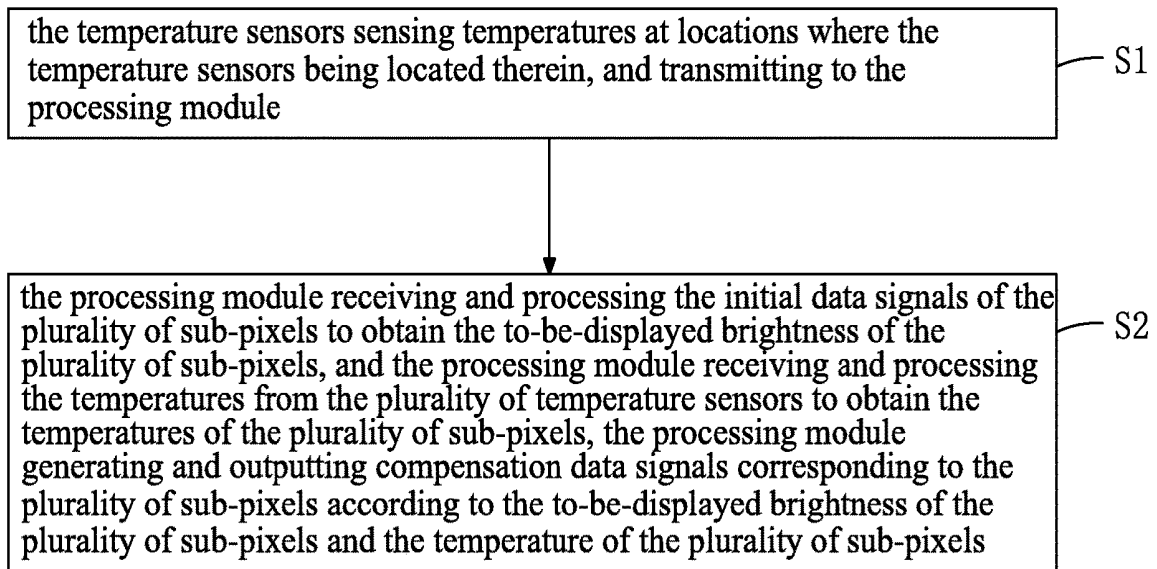 the temperature sensors sensing temperatures at locations where the
temperature sensors being located therein, and transmitting to the
processing module
S1
the processing module receiving and processing the initial data signals of the
plurality of sub-pixels to obtain the to-be-displayed brightness of the
plurality of sub-pixels, and the processing module receiving and processing
the temperatures from the plurality of temperature sensors to obtain the
temperatures of the plurality of sub-pixels, the processing module
generating and outputting compensation data signals corresponding to the
plurality of sub-pixels according to the to-be-displayed brightness of the
plurality of sub-pixels and the temperature of the plurality of sub-pixels
S2